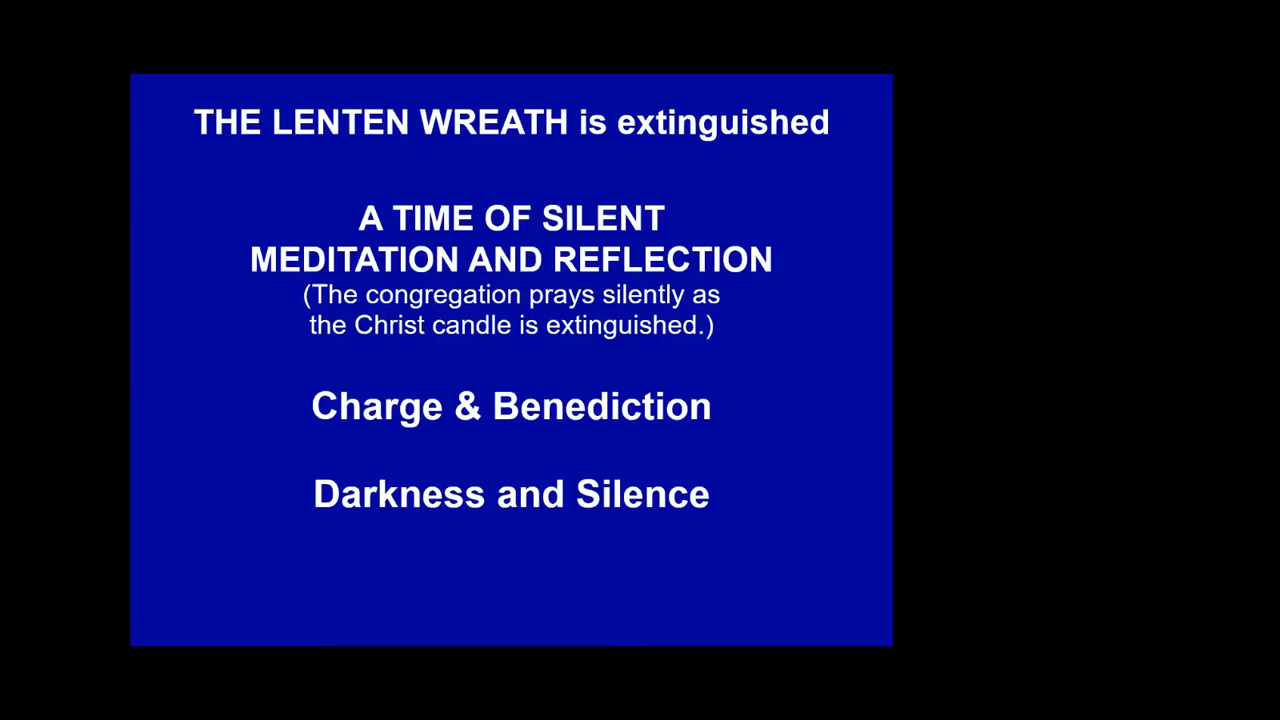 THE LENTEN WREATH is extinguished
A TIME OF SILENT
MEDITATION AND REFLECTION
(The congregation prays silently as
the Christ candle is extinguished.)
Charge & Benediction
Darkness and Silence